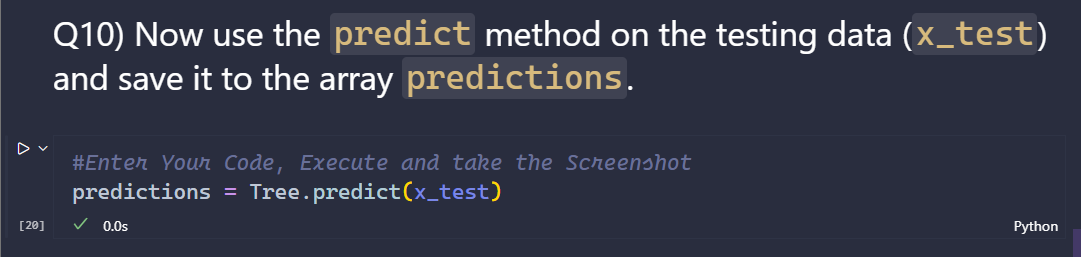 Q10) Now use the predict method on the testing data (x_test)
and save it to the array predictions.
#Enter Your Code, Execute and take the Screenshot
predictions = Tree.predict(x_test)
[20]
0.0s
Python